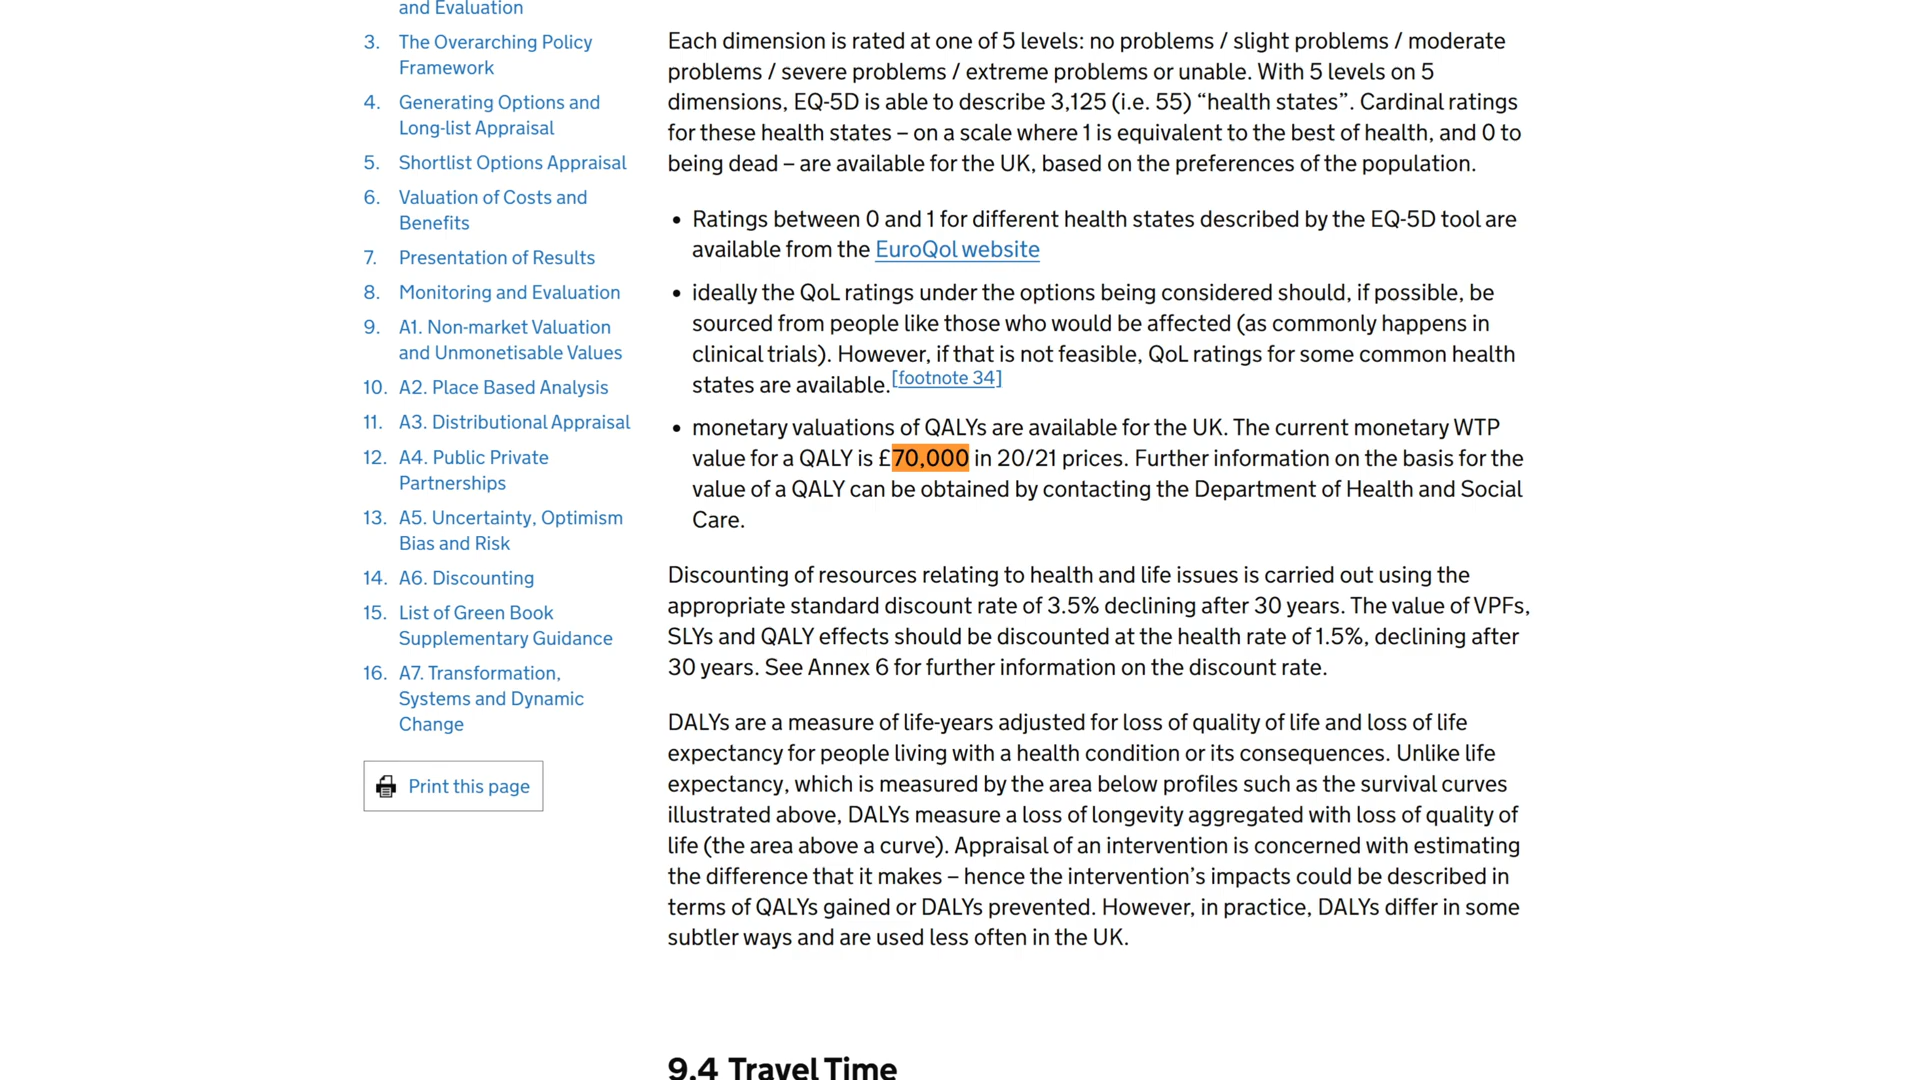 and Evaluation
3. The Overarching Policy
Framework
4. Generating Options and
Long-list Appraisal
5. Shortlist Options Appraisal
6. Valuation of Costs and
Benefits
7. Presentation of Results
8. Monitoring and Evaluation
9. A1. Non-market Valuation
and Unmonetisable Values
10. A2. Place Based Analysis
11. A3. Distributional Appraisal
12. A4. Public Private
Partnerships
13. A5. Uncertainty, Optimism
Bias and Risk
14. A6. Discounting
15. List of Green Book
Supplementary Guidance
16. A7. Transformation,
Systems and Dynamic
Change
Print this page
Each dimension is rated at one of 5 levels: no problems / slight problems / moderate
problems / severe problems / extreme problems or unable. With 5 levels on 5
dimensions, EQ-5D is able to describe 3,125 (i.e. 55) “health states”. Cardinal ratings
for these health states – on a scale where 1 is equivalent to the best of health, and 0 to
being dead – are available for the UK, based on the preferences of the population.
• Ratings between 0 and 1 for different health states described by the EQ-5D tool are
available from the EuroQol website
• ideally the QoL ratings under the options being considered should, if possible, be
sourced from people like those who would be affected (as commonly happens in
clinical trials). However, if that is not feasible, QoL ratings for some common health
states are available.[footnote 34]
• monetary valuations of QALYs are available for the UK. The current monetary WTP
value for a QALY is £70,000 in 20/21 prices. Further information on the basis for the
value of a QALY can be obtained by contacting the Department of Health and Social
Care.
Discounting of resources relating to health and life issues is carried out using the
appropriate standard discount rate of 3.5% declining after 30 years. The value of VPFs,
SLYs and QALY effects should be discounted at the health rate of 1.5%, declining after
30 years. See Annex 6 for further information on the discount rate.
DALYs are a measure of life-years adjusted for loss of quality of life and loss of life
expectancy for people living with a health condition or its consequences. Unlike life
expectancy, which is measured by the area below profiles such as the survival curves
illustrated above, DALYs measure a loss of longevity aggregated with loss of quality of
life (the area above a curve). Appraisal of an intervention is concerned with estimating
the difference that it makes – hence the intervention’s impacts could be described in
terms of QALYs gained or DALYs prevented. However, in practice, DALYs differ in some
subtler ways and are used less often in the UK.
9.4 Travel Time